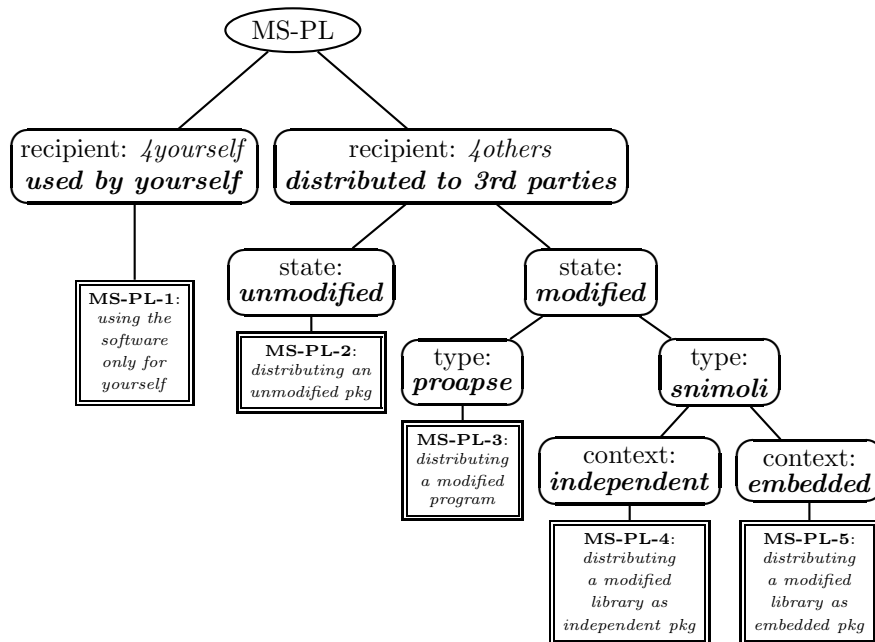 MS-PL
recipient: 4yourself
used by yourself
recipient: 4others
distributed to 3rd parties
state:
unmodified
state:
modified
MS-PL-1:
using the
software
only for
yourself
MS-PL-2:
distributing an
unmodified pkg
type:
proapse
type:
snimoli
MS-PL-3:
distributing
a modified
program
context:
independent
context:
embedded
MS-PL-4:
distributing
a modified
library as
independent pkg
MS-PL-5:
distributing
a modified
library as
embedded pkg